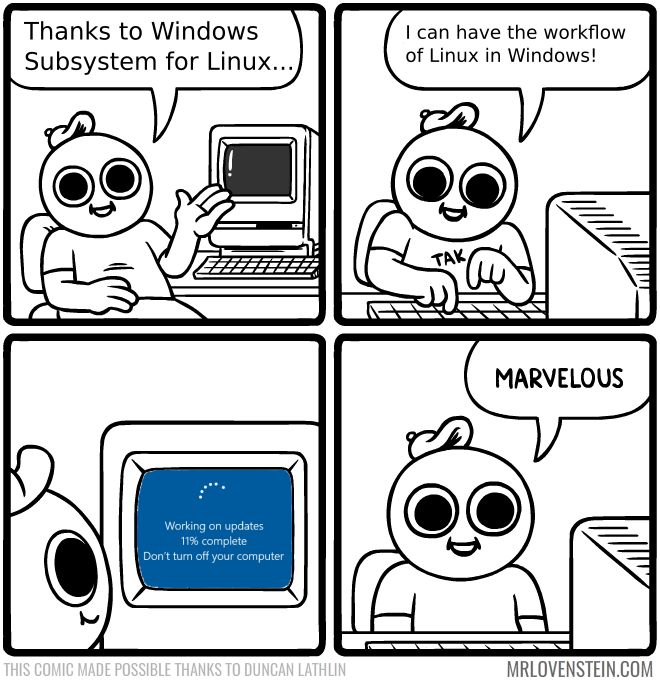 Thanks to Windows
Subsystem for Linux...
I can have the workflow
of Linux in Windows!
TAK
Working on updates
11% complete
Don't turn off your computer
MARVELOUS
THIS COMIC MADE POSSIBLE THANKS TO DUNCAN LATHLIN
MRLOVENSTEIN.COM